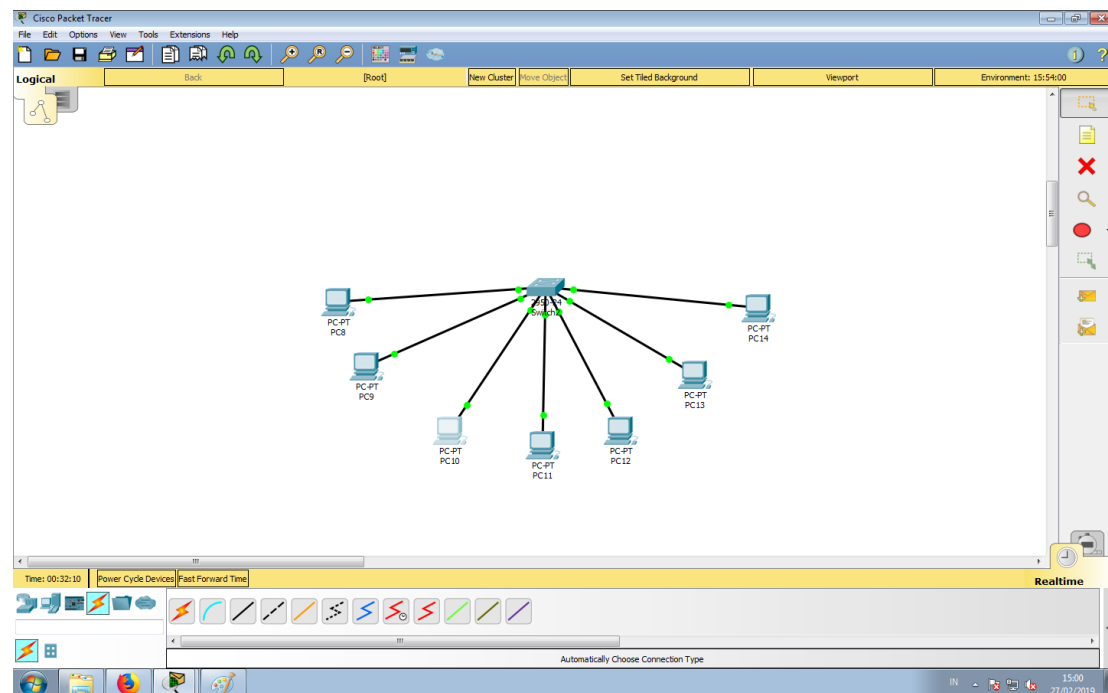 Cisco Packet Tracer
File Edit Options View Tools Extensions Help
Logical Back [Root] New Cluster Move Object Set Tiled Background Viewport Environment: 15:54:00
2950-24
Switch2
PC-PT
PC8
PC-PT
PC14
PC-PT
PC9
PC-PT
PC13
PC-PT
PC10
PC-PT
PC11
PC-PT
PC12
Time: 00:32:10 Power Cycle Devices Fast Forward Time Realtime
Automatically Choose Connection Type
IN 15:00
27/02/2019